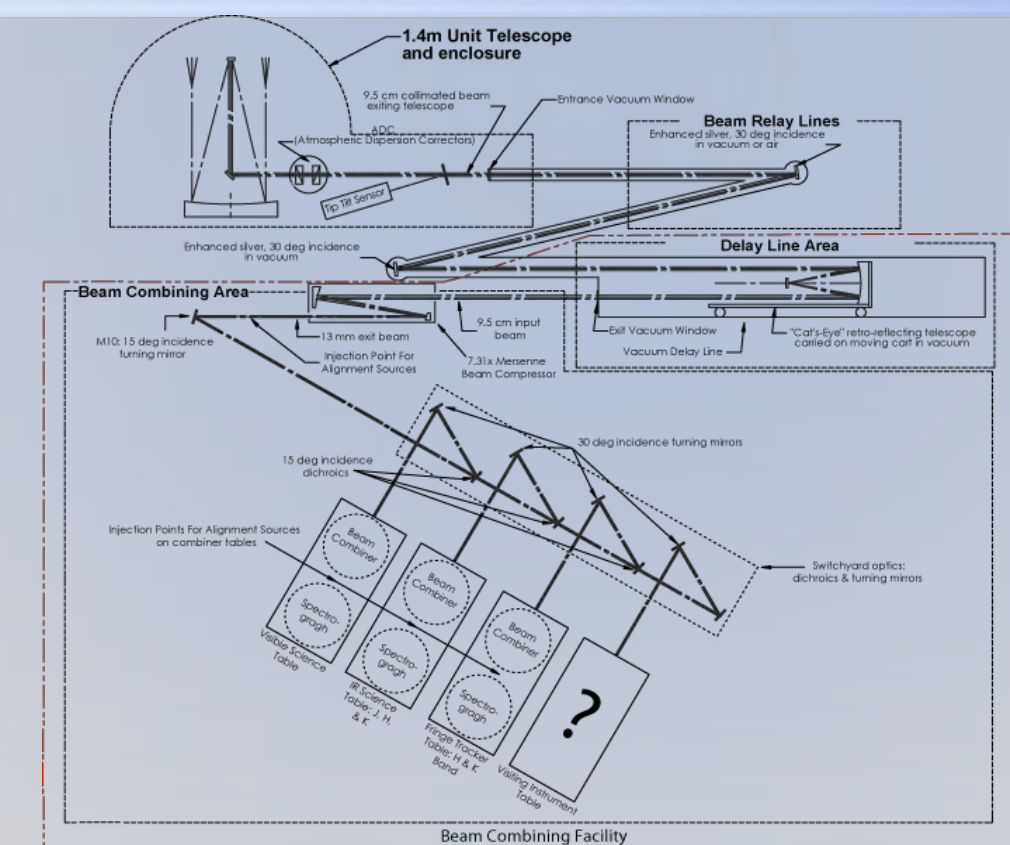 1.4m Unit Telescope
and enclosure
9.5 cm collimated beam
exiting telescope
Entrance Vacuum Window
ADC
(Atmospheric Dispersion Correctors)
Tip Tilt Sensor
Beam Relay Lines
Enhanced silver, 30 deg incidence
in vacuum or air
Enhanced silver, 30 deg incidence
in vacuum
Delay Line Area
Beam Combining Area
M10: 15 deg incidence
turning mirror
13 mm exit beam
Injection Point For
Alignment Sources
9.5 cm input
beam
7.31x Mersenne
Beam Compressor
Exit Vacuum Window
Vacuum Delay Line
"Cat's-Eye" retro-reflecting telescope
carried on moving cart in vacuum
30 deg incidence turning mirrors
15 deg incidence
dichroics
Injection Points For Alignment Sources
on combiner tables
Switchyard optics:
dichroics & turning mirrors
Beam
Combiner
Spectro-
gragh
Visible Science
Table
Beam
Combiner
Spectro-
gragh
IR Science
Table: J, H,
& K
Beam
Combiner
Spectro-
gragh
Fringe Tracker
Table: H & K
Band
?
Visiting Instrument
Table
Beam Combining Facility